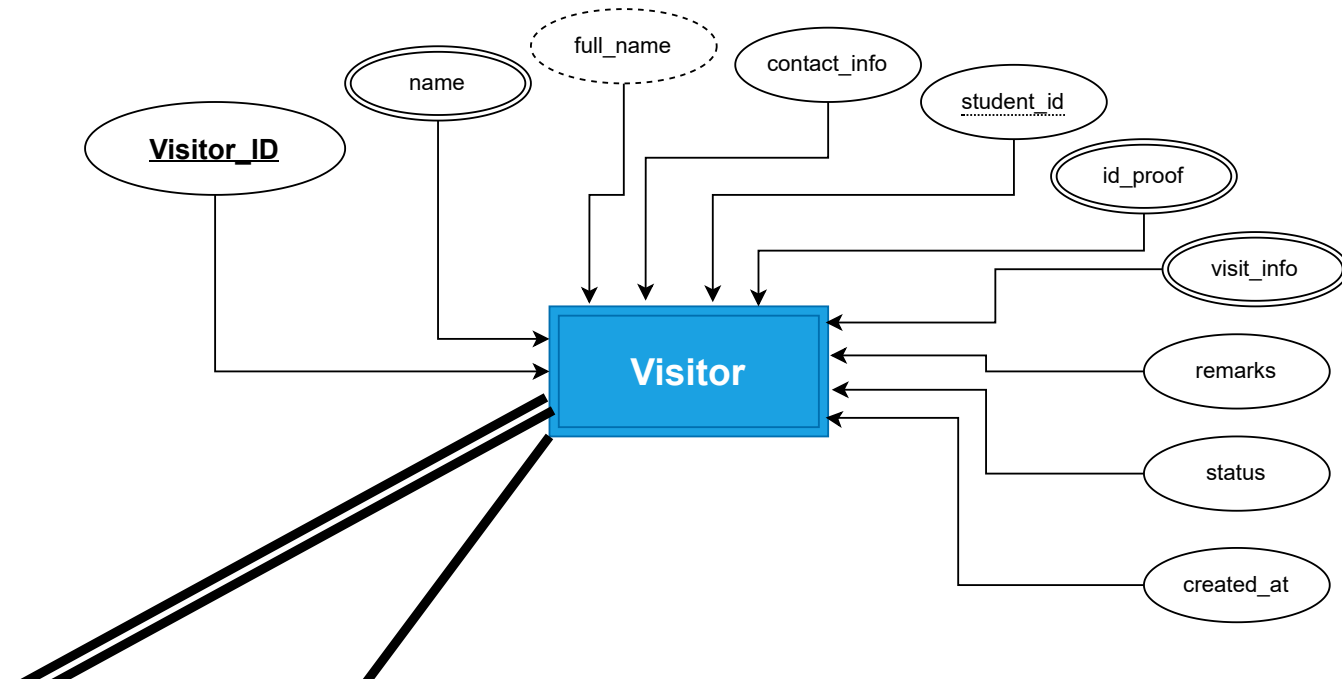 full_name
contact_info
name
student_id
Visitor_ID
id_proof
visit_info
Visitor
remarks
status
created_at